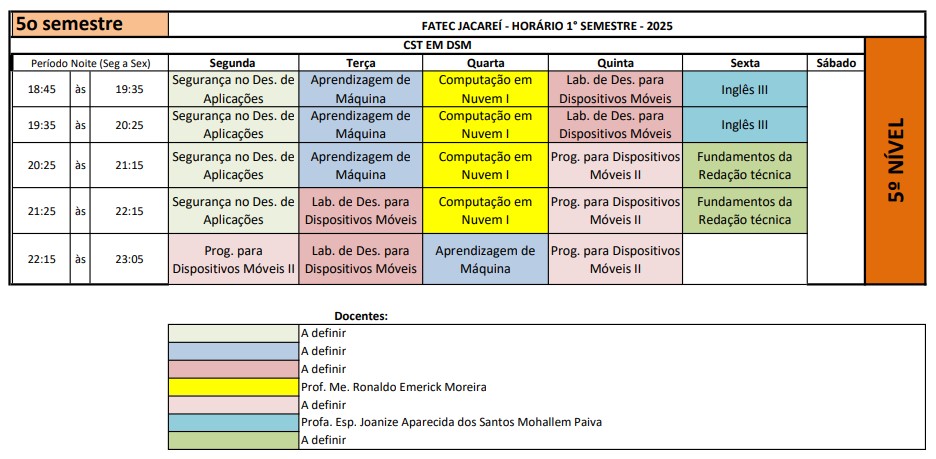 5o semestre
FATEC JACAREÍ - HORÁRIO 1° SEMESTRE - 2025
CST EM DSM
Período Noite (Seg a Sex) Segunda Terça Quarta Quinta Sexta Sábado
18:45 às 19:35
Segurança no Des. de
Aplicações
Aprendizagem de
Máquina
Computação em
Nuvem I
Lab. de Des. para
Dispositivos Móveis
Inglês III
19:35 às 20:25
Segurança no Des. de
Aplicações
Aprendizagem de
Máquina
Computação em
Nuvem I
Lab. de Des. para
Dispositivos Móveis
Inglês III
20:25 às 21:15
Segurança no Des. de
Aplicações
Aprendizagem de
Máquina
Computação em
Nuvem I
Prog. para Dispositivos
Móveis II
Fundamentos da
Redação técnica
21:25 às 22:15
Segurança no Des. de
Aplicações
Lab. de Des. para
Dispositivos Móveis
Computação em
Nuvem I
Prog. para Dispositivos
Móveis II
Fundamentos da
Redação técnica
22:15 às 23:05
Prog. para
Dispositivos Móveis II
Lab. de Des. para
Dispositivos Móveis
Aprendizagem de
Máquina
Prog. para Dispositivos
Móveis II
5º NÍVEL
Docentes:
A definir
A definir
A definir
Prof. Me. Ronaldo Emerick Moreira
A definir
Profa. Esp. Joanize Aparecida dos Santos Mohallem Paiva
A definir